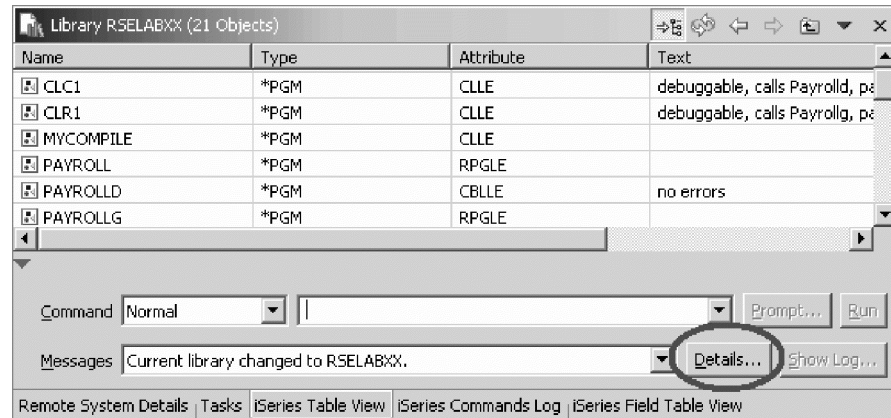 Library RSELABXX (21 Objects)
Name Type Attribute Text
CLC1 *PGM CLLE debuggable, calls Payrolld, pa
CLR1 *PGM CLLE debuggable, calls Payrollg, pa
MYCOMPILE *PGM CLLE
PAYROLL *PGM RPGLE
PAYROLLD *PGM CBLLE no errors
PAYROLLG *PGM RPGLE
Command Normal Prompt... Run
Messages Current library changed to RSELABXX. Details... Show Log...
Remote System Details Tasks iSeries Table View iSeries Commands Log iSeries Field Table View